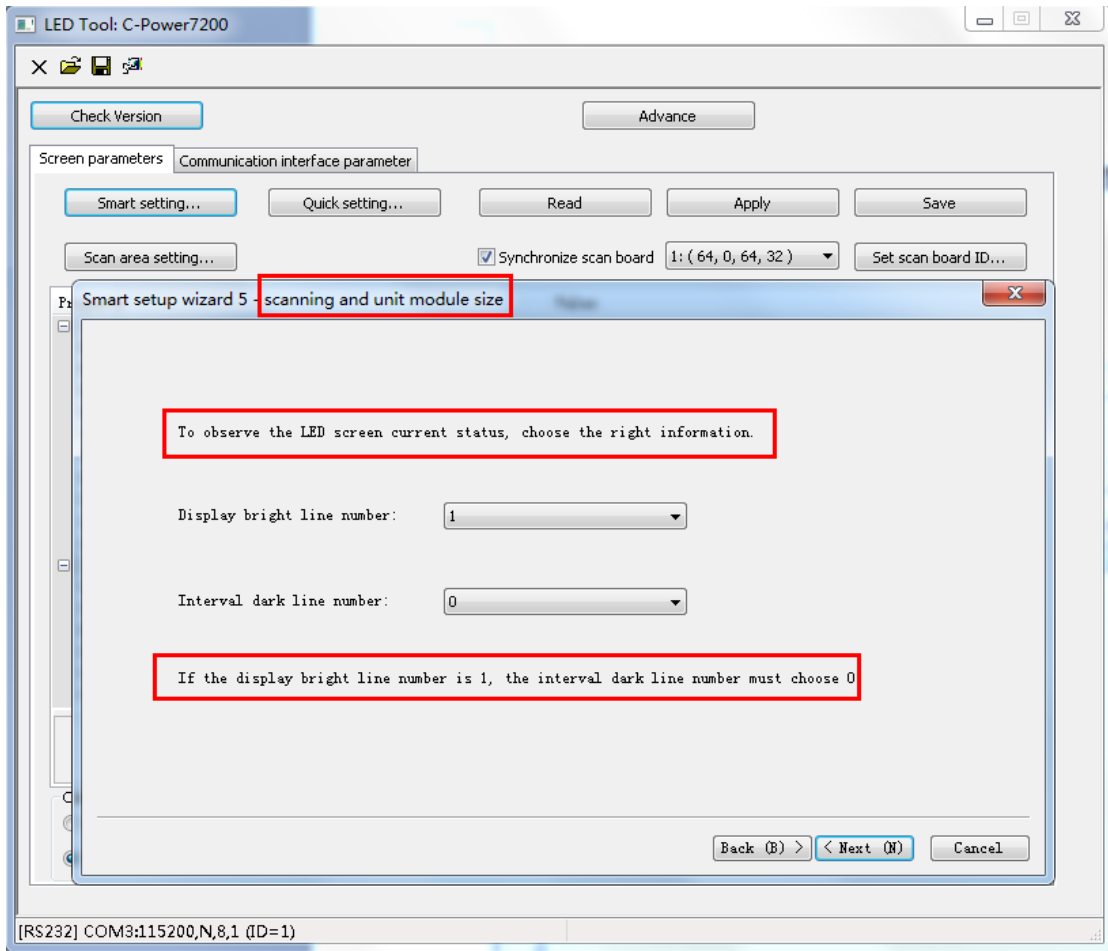 LED Tool: C-Power7200
Check Version
Advance
Screen parameters
Communication interface parameter
Smart setting...
Quick setting...
Read
Apply
Save
Scan area setting...
Synchronize scan board
1: ( 64, 0, 64, 32 )
Set scan board ID...
Smart setup wizard 5 - scanning and unit module size
To observe the LED screen current status, choose the right information.
Display bright line number:
1
Interval dark line number:
0
If the display bright line number is 1, the interval dark line number must choose 0
Back (B) >
< Next (N)
Cancel
[RS232] COM3:115200,N,8,1 (ID=1)